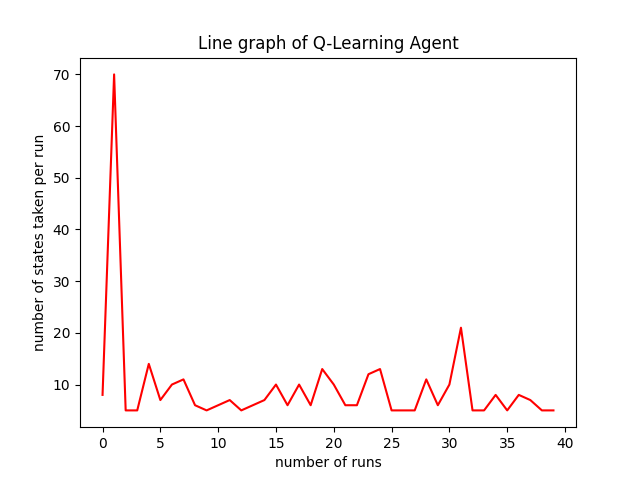 Line graph of Q-Learning Agent
70
60
50
40
30
20
10
number of states taken per run
0 5 10 15 20 25 30 35 40
number of runs